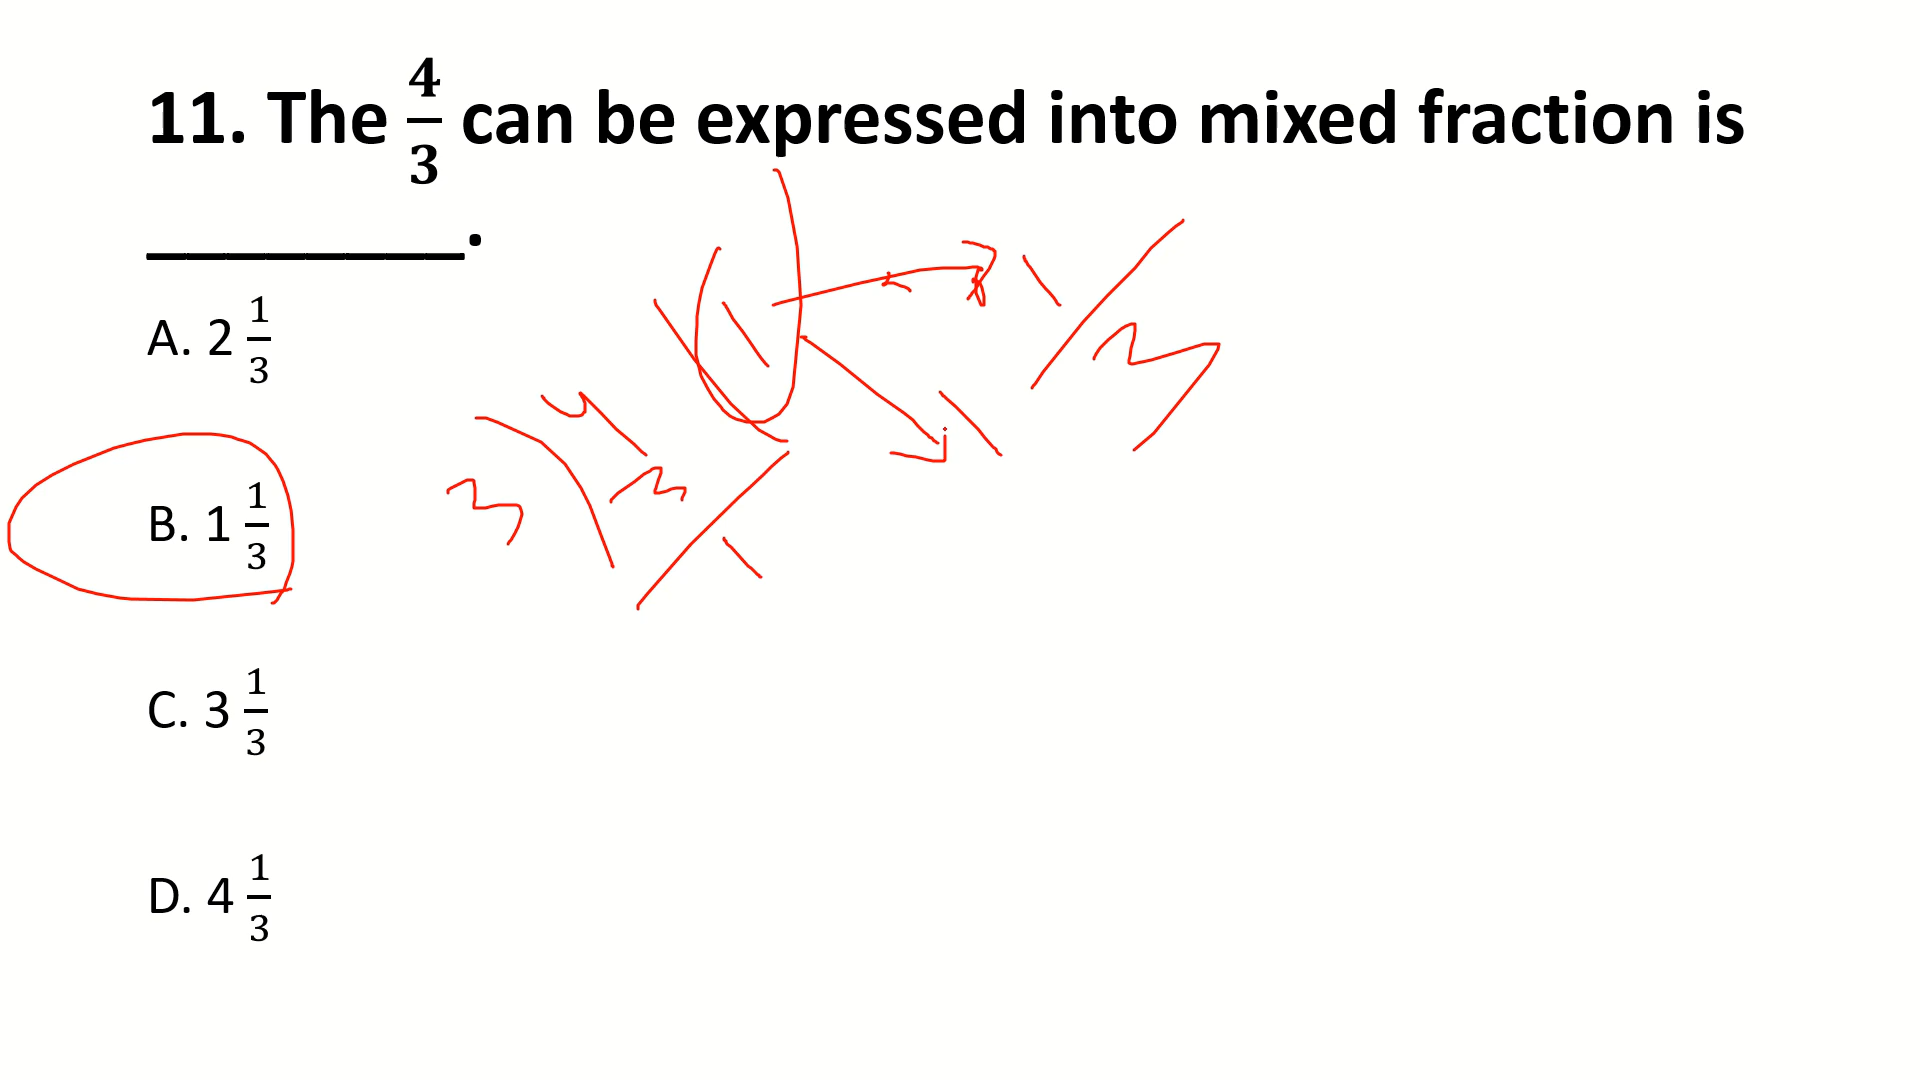 11. The 4/3 can be expressed into mixed fraction is
________.
A. 2 1/3
B. 1 1/3
C. 3 1/3
D. 4 1/3